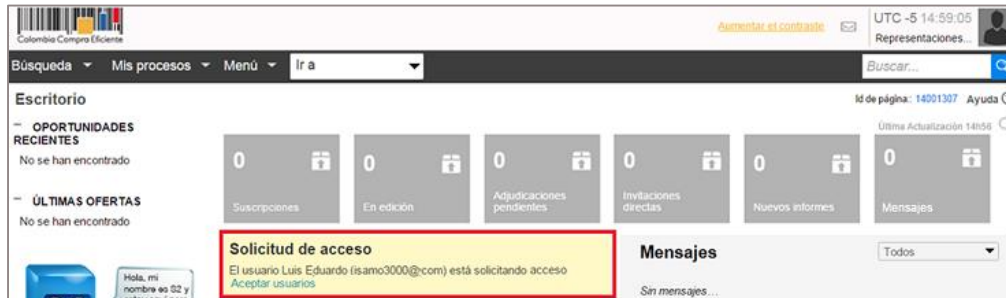 Colombia Compra Eficiente
Aumentar el contraste
UTC -5 14:59:05
Representaciones...
Búsqueda Mis procesos Menú Ir a
Buscar...
Escritorio
Id de página: 14001307 Ayuda
Última Actualización 14h56
OPORTUNIDADES RECIENTES
No se han encontrado
ÚLTIMAS OFERTAS
No se han encontrado
0 0 0 0 0 0
Suscripciones
En edición
Adjudicaciones
pendientes
Invitaciones
directas
Nuevos informes
Mensajes
Solicitud de acceso
El usuario Luis Eduardo (isamo3000@com) está solicitando acceso
Aceptar usuarios
Mensajes
Todos
Sin mensajes...
Hola, mi
nombre es S2 y